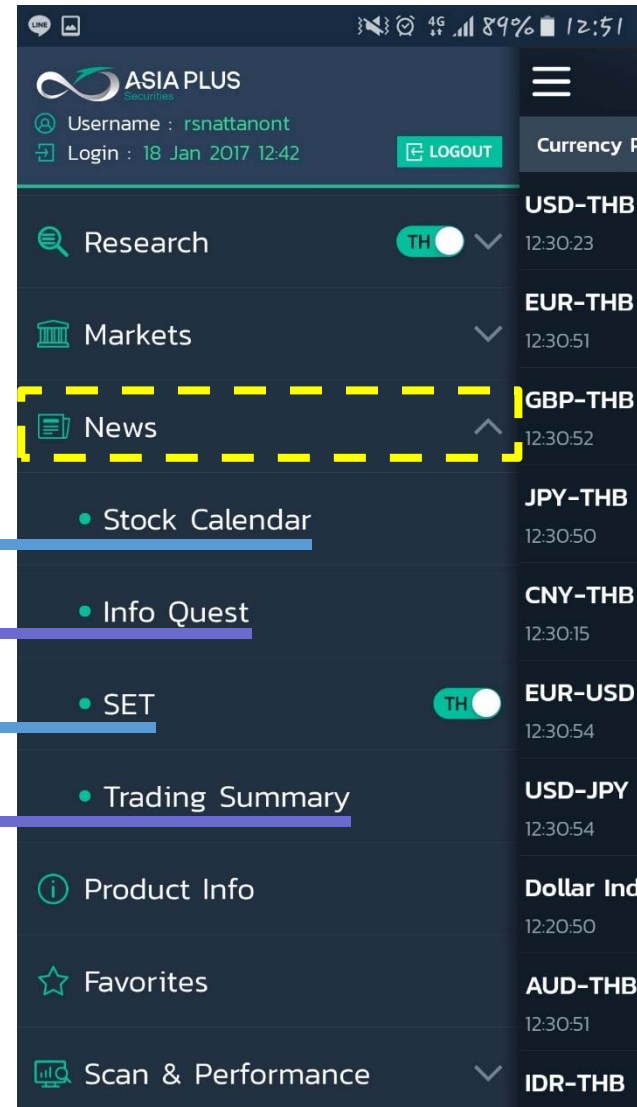 LINE
4G 89% 12:51
ASIA PLUS
Securities
Username : rsnattanont
Login : 18 Jan 2017 12:42
LOGOUT
Research
TH
Markets
News
Stock Calendar
Info Quest
SET
TH
Trading Summary
Product Info
Favorites
Scan & Performance
Currency
USD-THB
12:30:23
EUR-THB
12:30:51
GBP-THB
12:30:52
JPY-THB
12:30:50
CNY-THB
12:30:15
EUR-USD
12:30:54
USD-JPY
12:30:54
Dollar Ind
12:20:50
AUD-THB
12:30:51
IDR-THB